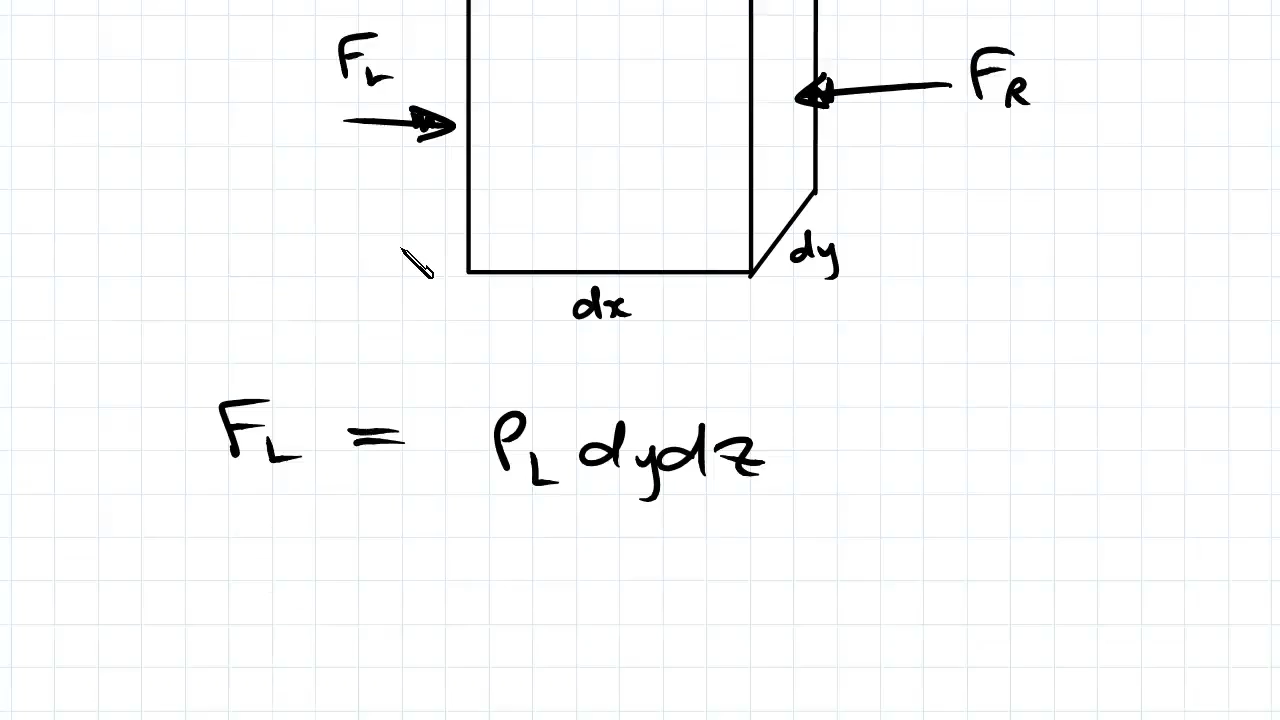 F_L
F_R
dy
dx
F_L = P_L dydz